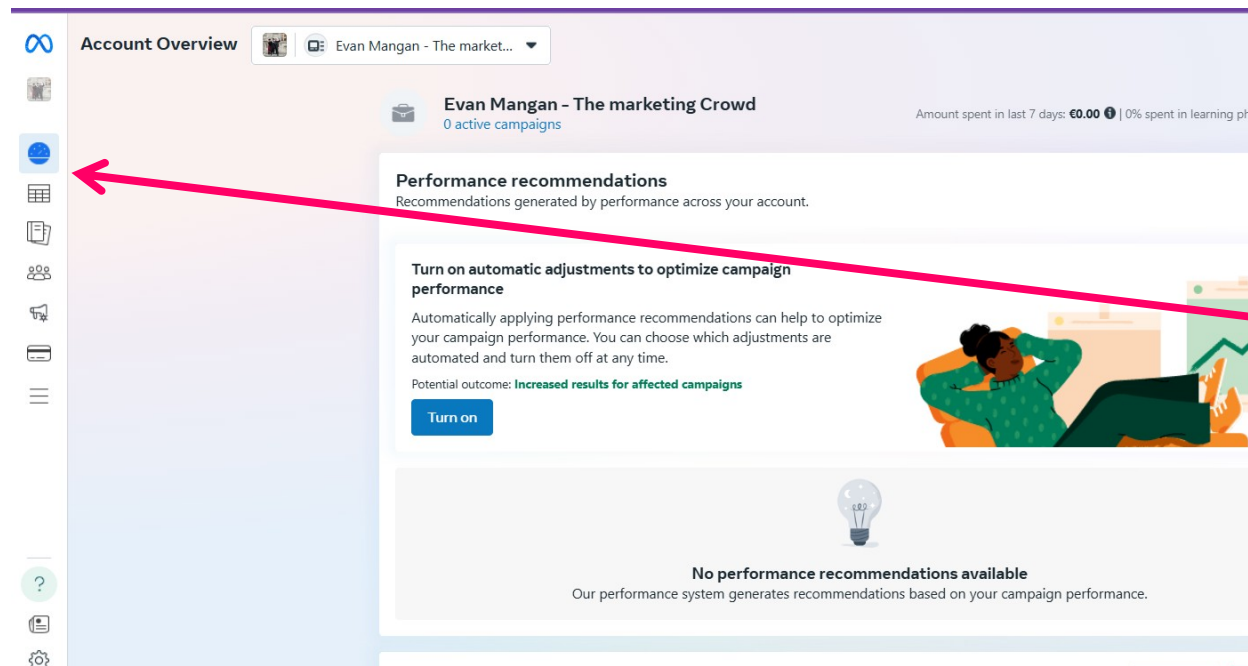 Account Overview
Evan Mangan - The market...
Evan Mangan – The marketing Crowd
0 active campaigns
Amount spent in last 7 days: €0.00 | 0% spent in learning ph
Performance recommendations
Recommendations generated by performance across your account.
Turn on automatic adjustments to optimize campaign
performance
Automatically applying performance recommendations can help to optimize
your campaign performance. You can choose which adjustments are
automated and turn them off at any time.
Potential outcome: Increased results for affected campaigns
Turn on
No performance recommendations available
Our performance system generates recommendations based on your campaign performance.